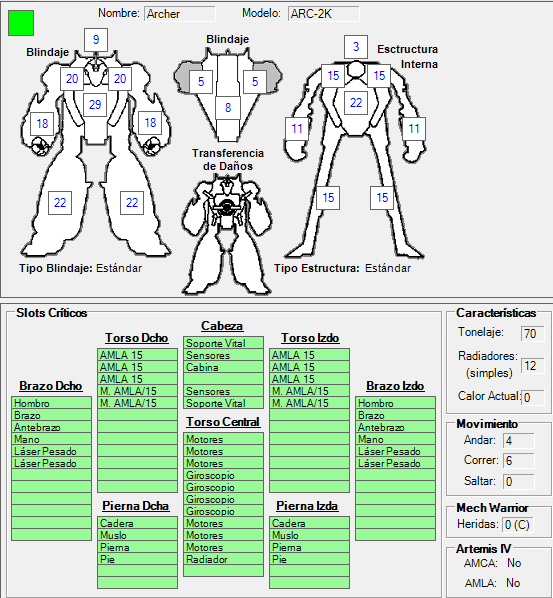 Nombre: Archer Modelo: ARC-2K
Blindaje
9
20 20
29
18 18
22 22
Blindaje
5 5
8
Transferencia
de Daños
Esctructura
Interna
3
15 15
22
11 11
15 15
Tipo Blindaje: Estándar
Tipo Estructura: Estándar
Slots Críticos
Brazo Dcho
Hombro
Brazo
Antebrazo
Mano
Láser Pesado
Láser Pesado
Torso Dcho
AMLA 15
AMLA 15
AMLA 15
M. AMLA/15
M. AMLA/15
Pierna Dcha
Cadera
Muslo
Pierna
Pie
Cabeza
Soporte Vital
Sensores
Cabina
Sensores
Soporte Vital
Torso Central
Motores
Motores
Motores
Giroscopio
Giroscopio
Giroscopio
Giroscopio
Motores
Motores
Motores
Radiador
Torso Izdo
AMLA 15
AMLA 15
AMLA 15
M. AMLA/15
M. AMLA/15
Pierna Izda
Cadera
Muslo
Pierna
Pie
Brazo Izdo
Hombro
Brazo
Antebrazo
Mano
Láser Pesado
Láser Pesado
Características
Tonelaje: 70
Radiadores: 12
(simples)
Calor Actual: 0
Movimiento
Andar: 4
Correr: 6
Saltar: 0
Mech Warrior
Heridas: 0 (C)
Artemis IV
AMCA: No
AMLA: No